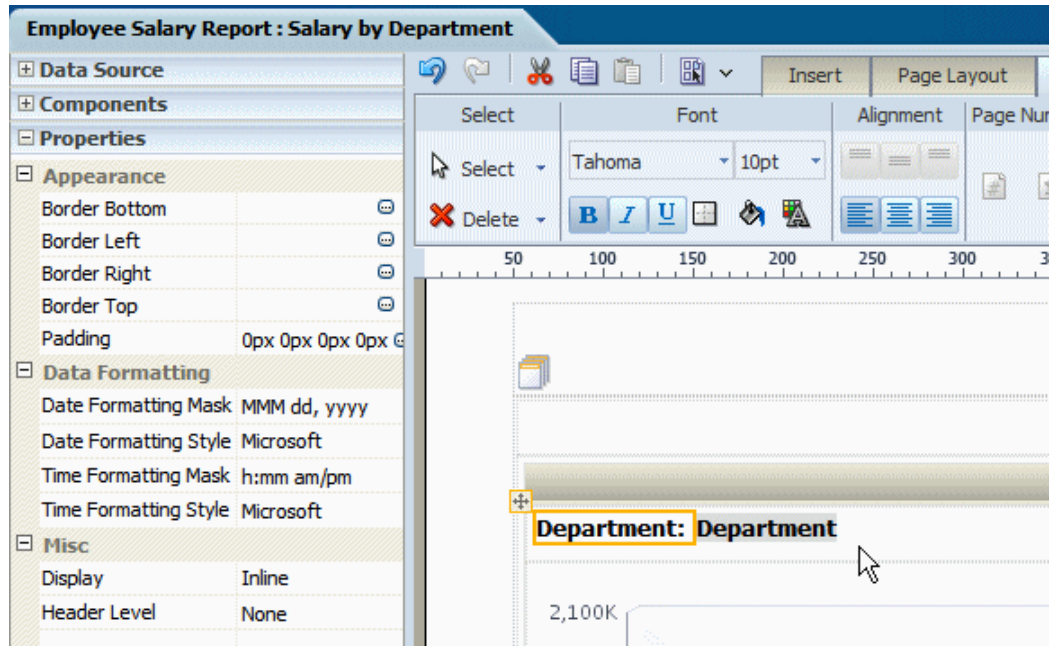 Employee Salary Report : Salary by Department
Data Source
Components
Properties
Appearance
Border Bottom
Border Left
Border Right
Border Top
Padding 0px 0px 0px 0px
Data Formatting
Date Formatting Mask MMM dd, yyyy
Date Formatting Style Microsoft
Time Formatting Mask h:mm am/pm
Time Formatting Style Microsoft
Misc
Display Inline
Header Level None
Insert Page Layout
Select Font Alignment Page Nu
Select Tahoma 10pt
Delete B I U A
50 100 150 200 250 300
Department: Department
2,100K